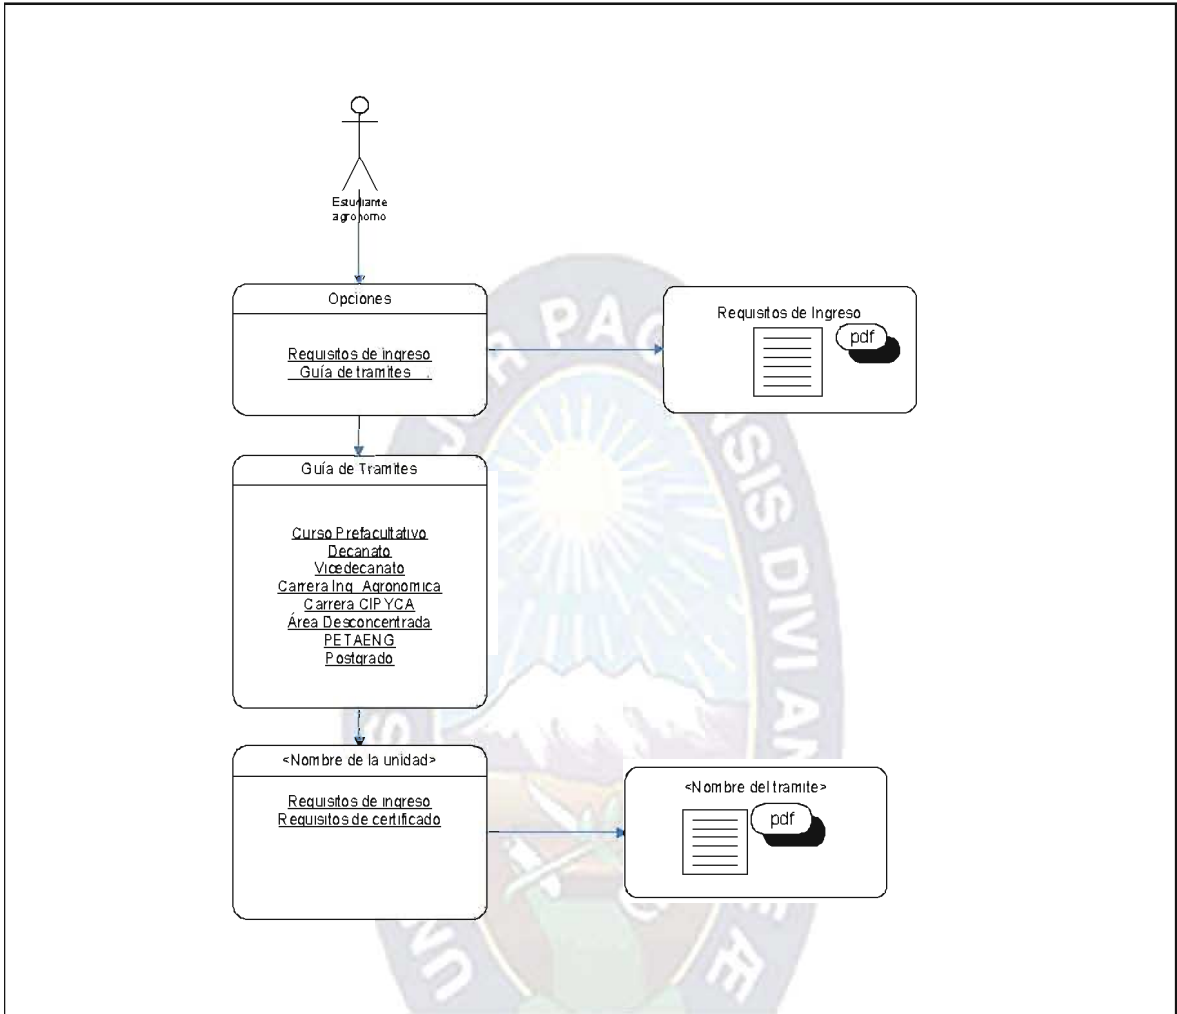 Estudiante
agronomo
Opciones
Requisitos de ingreso
Guía de tramites
Requisitos de Ingreso
pdf
Guía de Tramites
Curso Prefacultativo
Decanato
Vicedecanato
Carrera Ing Agronomica
Carrera CIPYCA
Área Desconcentrada
PETAENG
Postgrado
<Nombre de la unidad>
Requisitos de ingreso
Requisitos de certificado
<Nombre del tramite>
pdf